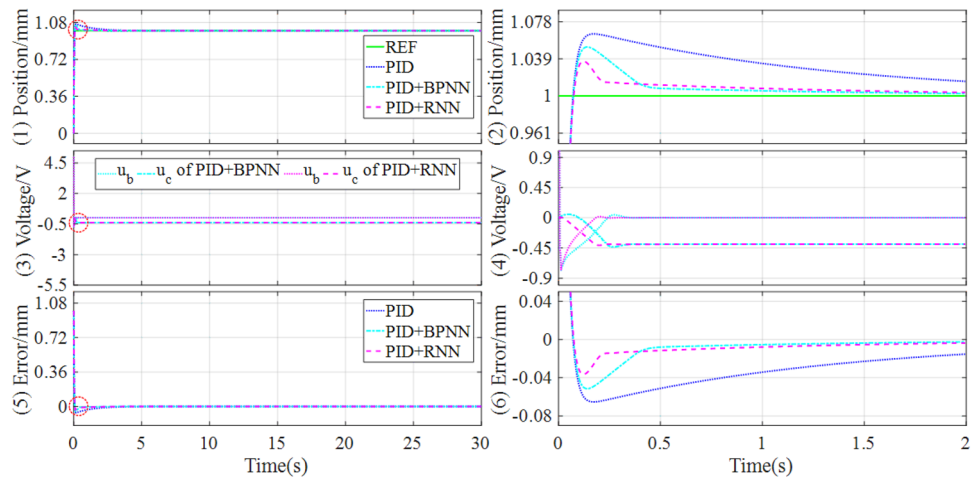 (1) Position/mm
1.08
0.72
0.36
0
REF
PID
PID+BPNN
PID+RNN
(2) Position/mm
1.078
1.039
1
0.961
(3) Voltage/V
4.5
2
-0.5
-3
-5.5
u_b u_c of PID+BPNN u_b u_c of PID+RNN
(4) Voltage/V
0.9
0.45
0
-0.45
-0.9
(5) Error/mm
1.08
0.72
0.36
0
PID
PID+BPNN
PID+RNN
0 5 10 15 20 25 30
Time(s)
(6) Error/mm
0.04
0
-0.04
-0.08
0 0.5 1 1.5 2
Time(s)